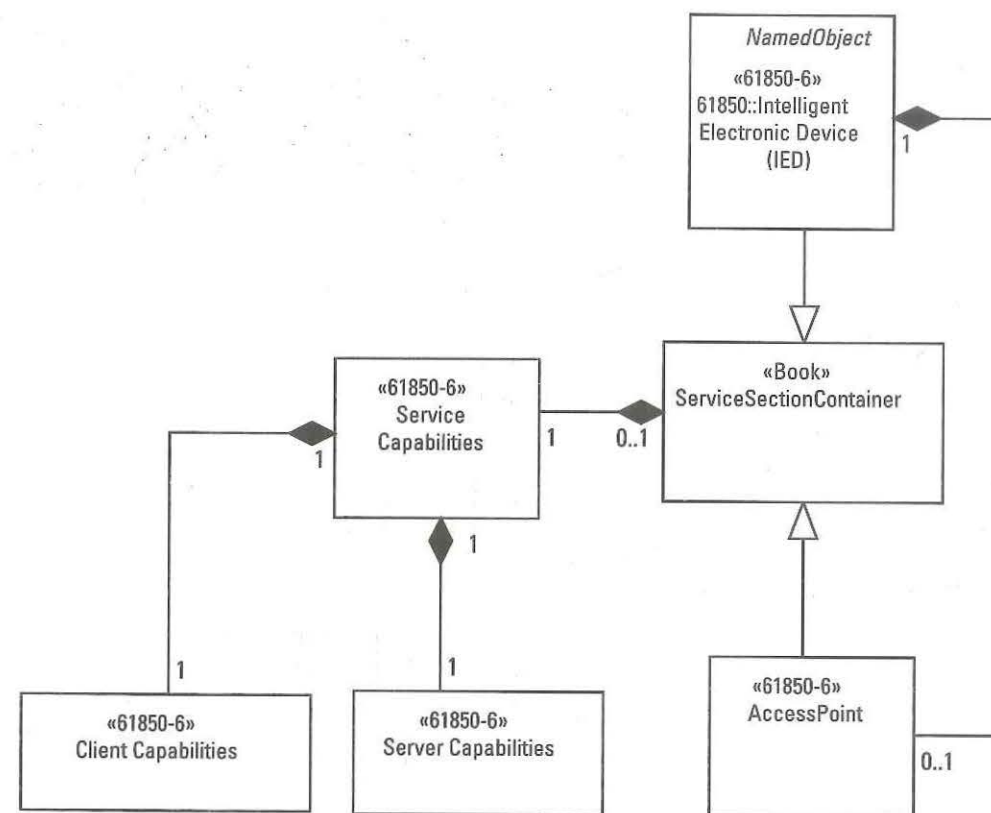 NamedObject
«61850-6»
61850::Intelligent
Electronic Device
(IED)
1
«Book»
ServiceSectionContainer
«61850-6»
Service
Capabilities
1
0..1
1
1
1
1
«61850-6»
Client Capabilities
«61850-6»
Server Capabilities
«61850-6»
AccessPoint
0..1